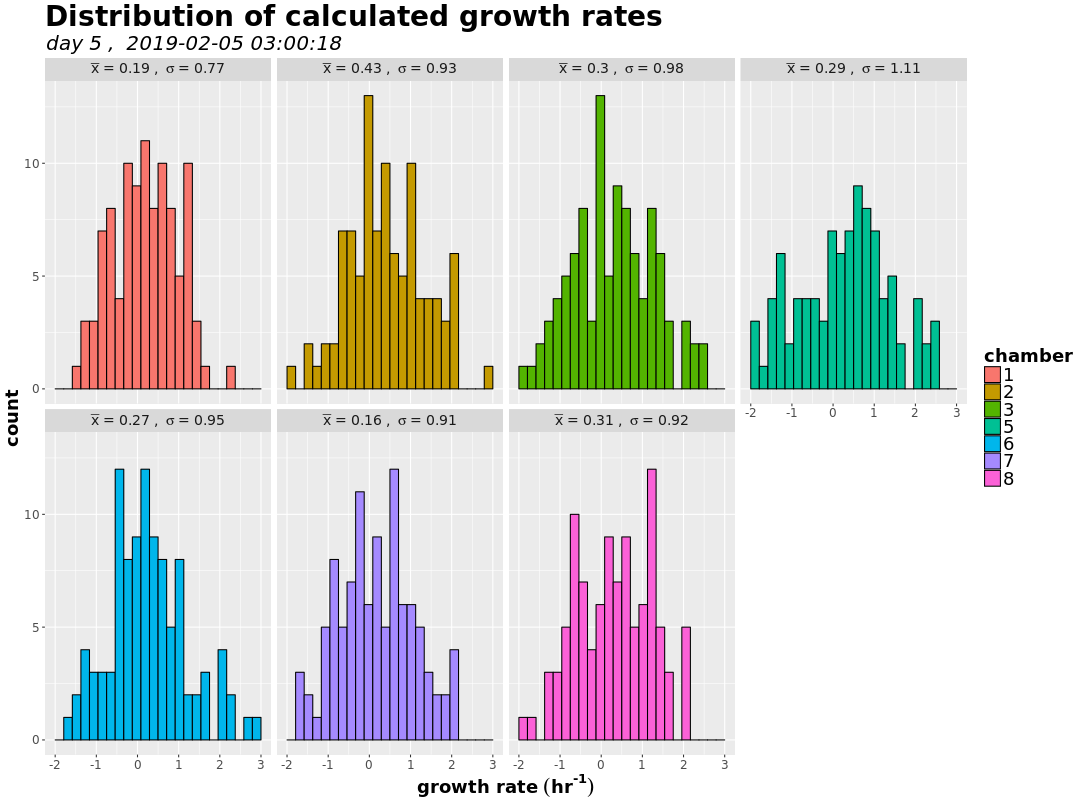 Distribution of calculated growth rates
day 5 ,  2019-02-05 03:00:18
x̅ = 0.19 ,  σ = 0.77
x̅ = 0.43 ,  σ = 0.93
x̅ = 0.3 ,  σ = 0.98
x̅ = 0.29 ,  σ = 1.11
10
5
0
-2 -1 0 1 2 3
x̅ = 0.27 ,  σ = 0.95
x̅ = 0.16 ,  σ = 0.91
x̅ = 0.31 ,  σ = 0.92
10
5
0
-2 -1 0 1 2 3
-2 -1 0 1 2 3
-2 -1 0 1 2 3
count
growth rate (hr⁻¹)
chamber
1
2
3
5
6
7
8